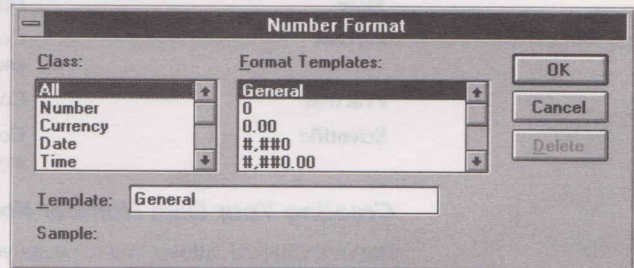 Number Format
Class:
All
Number
Currency
Date
Time
Format Templates:
General
0
0.00
#,##0
#,##0.00
OK
Cancel
Delete
Template: General
Sample: